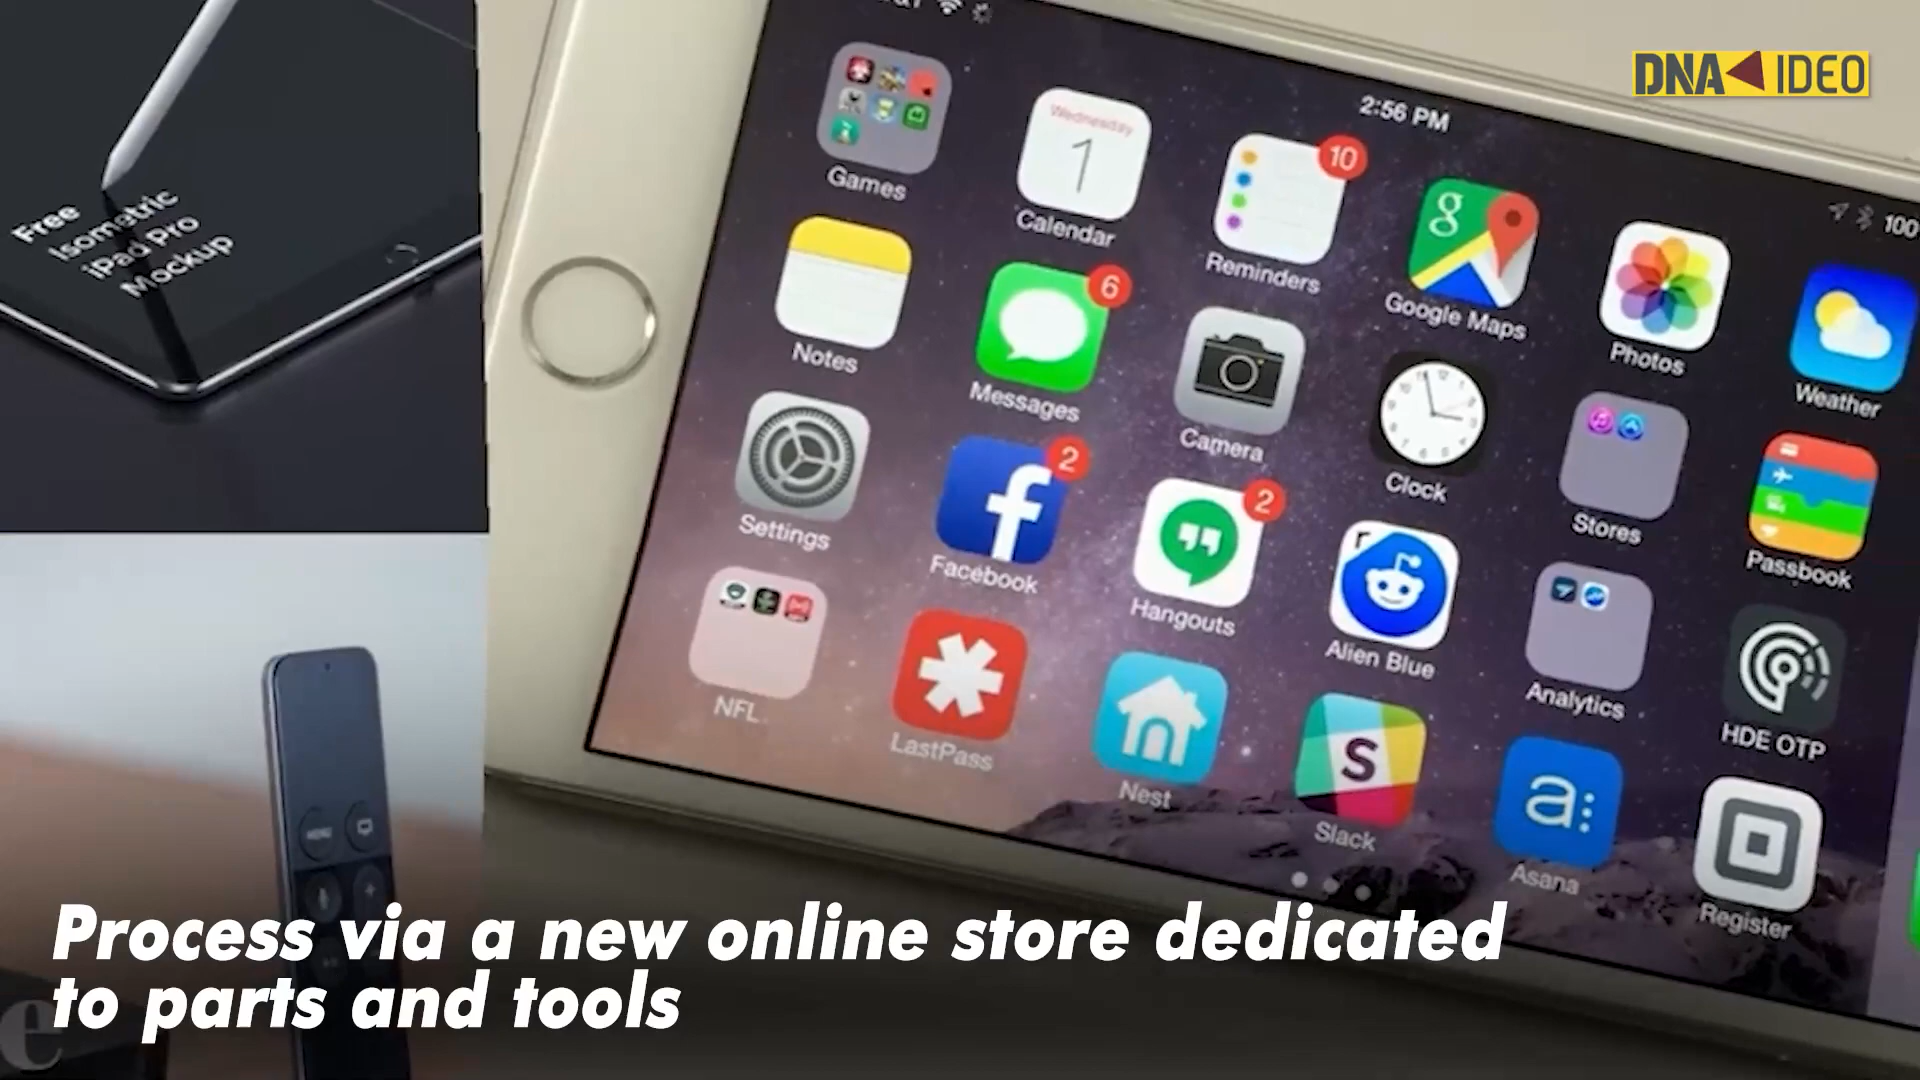 DNA IDEO
Free
Isometric
iPad Pro
Mockup
2:56 PM
100
Games
Wednesday
1
Calendar
10
Reminders
g
Google Maps
Photos
Weather
Notes
6
Messages
Camera
Clock
Stores
Passbook
Settings
f
2
Facebook
2
Hangouts
Alien Blue
Analytics
HDE OTP
NFL
LastPass
Nest
S
Slack
a:
Asana
Register
MENU
Process via a new online store dedicated
to parts and tools
e